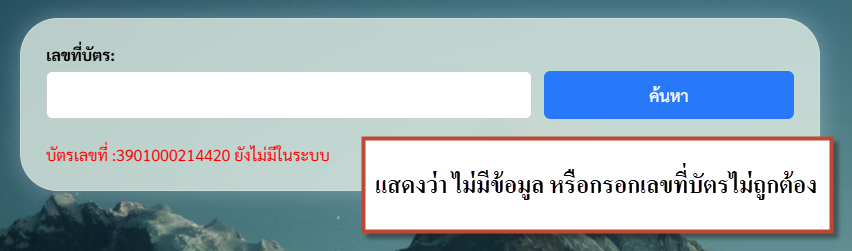 เลขที่บัตร:
ค้นหา
บัตรเลขที่ :3901000214420 ยังไม่มีในระบบ
แสดงว่า ไม่มีข้อมูล หรือกรอกเลขที่บัตรไม่ถูกต้อง